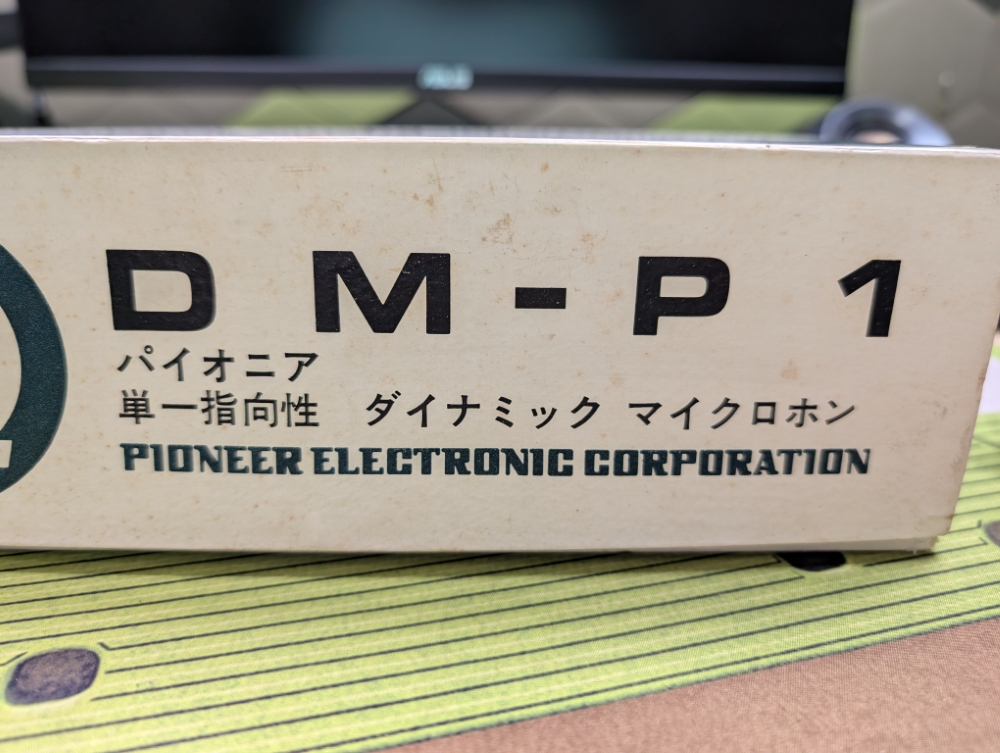 DM-P1
パイオニア
単一指向性 ダイナミック マイクロホン
PIONEER ELECTRONIC CORPORATION